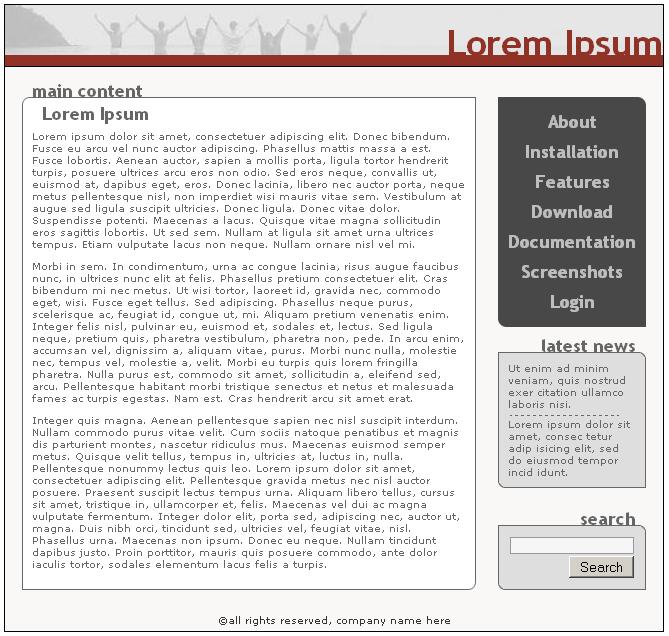 Lorem Ipsum
main content
Lorem Ipsum
Lorem ipsum dolor sit amet, consectetuer adipiscing elit. Donec bibendum.
Fusce eu arcu vel nunc auctor adipiscing. Phasellus mattis massa a est.
Fusce lobortis. Aenean auctor, sapien a mollis porta, ligula tortor hendrerit
turpis, posuere ultrices arcu eros non odio. Sed eros neque, convallis ut,
euismod at, dapibus eget, eros. Donec lacinia, libero nec auctor porta, neque
metus pellentesque nisl, non imperdiet wisi mauris vitae sem. Vestibulum at
augue sed ligula suscipit ultricies. Donec ligula. Donec vitae dolor.
Suspendisse potenti. Maecenas a lacus. Quisque vitae magna sollicitudin
eros sagittis lobortis. Ut sed sem. Nullam at ligula sit amet urna ultrices
tempus. Etiam vulputate lacus non neque. Nullam ornare nisl vel mi.
Morbi in sem. In condimentum, urna ac congue lacinia, risus augue faucibus
nunc, in ultrices nunc elit at felis. Phasellus pretium consectetuer elit. Cras
bibendum mi nec metus. Ut wisi tortor, laoreet id, gravida nec, commodo
eget, wisi. Fusce eget tellus. Sed adipiscing. Phasellus neque purus,
scelerisque ac, feugiat id, congue ut, mi. Aliquam pretium venenatis enim.
Integer felis nisl, pulvinar eu, euismod et, sodales et, lectus. Sed ligula
neque, pretium quis, pharetra vestibulum, pharetra non, pede. In arcu enim,
accumsan vel, dignissim a, aliquam vitae, purus. Morbi nunc nulla, molestie
nec, tempus vel, molestie a, velit. Morbi eu turpis quis lorem fringilla
pharetra. Nulla est purus, commodo sit amet, sollicitudin a, eleifend sed,
arcu. Pellentesque habitant morbi tristique senectus et netus et malesuada
fames ac turpis egestas. Nam est. Cras hendrerit arcu sit amet erat.
Integer quis magna. Aenean pellentesque sapien nec nisl suscipit interdum.
Nullam commodo purus vitae velit. Cum sociis natoque penatibus et magnis
dis parturient montes, nascetur ridiculus mus. Maecenas euismod semper
metus. Quisque velit tellus, tempus in, ultricies at, luctus in, nulla.
Pellentesque nonummy lectus quis leo. Lorem ipsum dolor sit amet,
consectetuer adipiscing elit. Pellentesque gravida metus nec nisl auctor
posuere. Praesent suscipit lectus tempus urna. Aliquam libero tellus, cursus
sit amet, tristique in, ullamcorper et, felis. Maecenas vel dui ac magna
vulputate fermentum. Integer dolor elit, porta sed, adipiscing nec, auctor ut,
magna. Duis nibh orci, tincidunt sed, ultricies vel, feugiat vitae, nisl.
Phasellus urna. Maecenas non ipsum. Donec eu neque. Nullam tincidunt
dapibus justo. Proin porttitor, mauris quis posuere commodo, ante dolor
iaculis tortor, sodales elementum lacus felis a turpis.
About
Installation
Features
Download
Documentation
Screenshots
Login
latest news
Ut enim ad minim
veniam, quis nostrud
exer citation ullamco
laboris nisi.
Lorem ipsum dolor sit
amet, consec tetur
adip isicing elit, sed
do eiusmod tempor
incid idunt.
search
Search
©all rights reserved, company name here